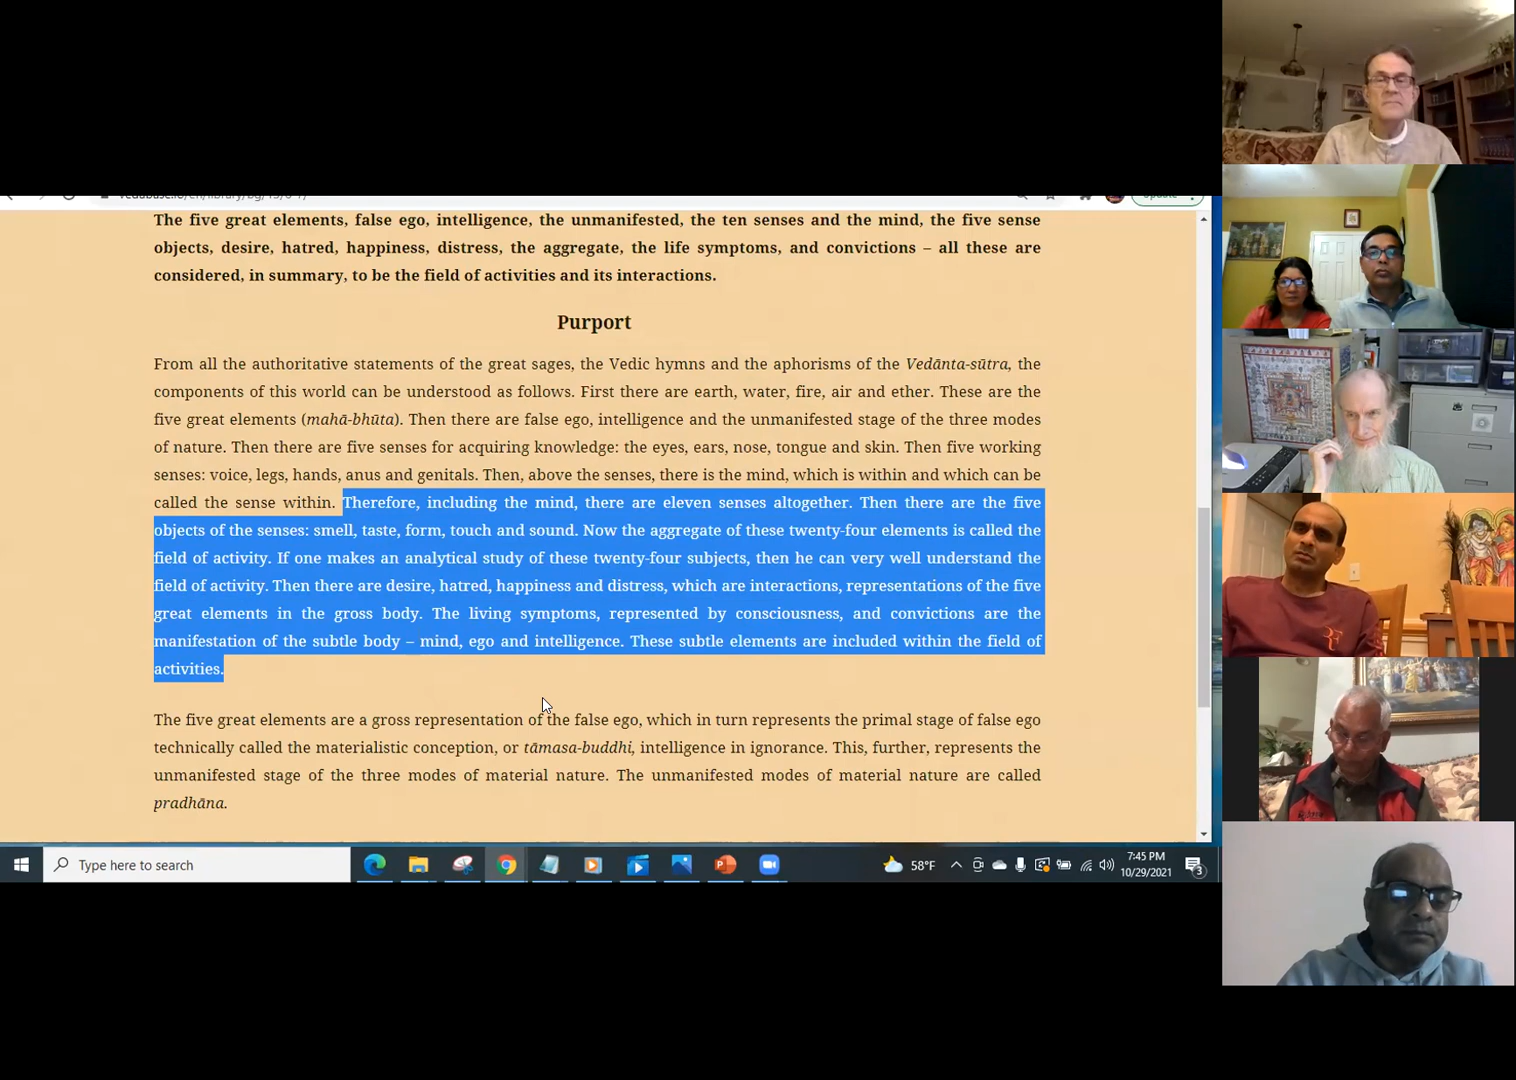 Update
The five great elements, false ego, intelligence, the unmanifested, the ten senses and the mind, the five sense
objects, desire, hatred, happiness, distress, the aggregate, the life symptoms, and convictions – all these are
considered, in summary, to be the field of activities and its interactions.
Purport
From all the authoritative statements of the great sages, the Vedic hymns and the aphorisms of the Vedānta-sūtra, the
components of this world can be understood as follows. First there are earth, water, fire, air and ether. These are the
five great elements (mahā-bhūta). Then there are false ego, intelligence and the unmanifested stage of the three modes
of nature. Then there are five senses for acquiring knowledge: the eyes, ears, nose, tongue and skin. Then five working
senses: voice, legs, hands, anus and genitals. Then, above the senses, there is the mind, which is within and which can be
called the sense within. Therefore, including the mind, there are eleven senses altogether. Then there are the five
objects of the senses: smell, taste, form, touch and sound. Now the aggregate of these twenty-four elements is called the
field of activity. If one makes an analytical study of these twenty-four subjects, then he can very well understand the
field of activity. Then there are desire, hatred, happiness and distress, which are interactions, representations of the five
great elements in the gross body. The living symptoms, represented by consciousness, and convictions are the
manifestation of the subtle body – mind, ego and intelligence. These subtle elements are included within the field of
activities.
The five great elements are a gross representation of the false ego, which in turn represents the primal stage of false ego
technically called the materialistic conception, or tāmasa-buddhi, intelligence in ignorance. This, further, represents the
unmanifested stage of the three modes of material nature. The unmanifested modes of material nature are called
pradhāna.
Type here to search
58°F
7:45 PM
10/29/2021
3